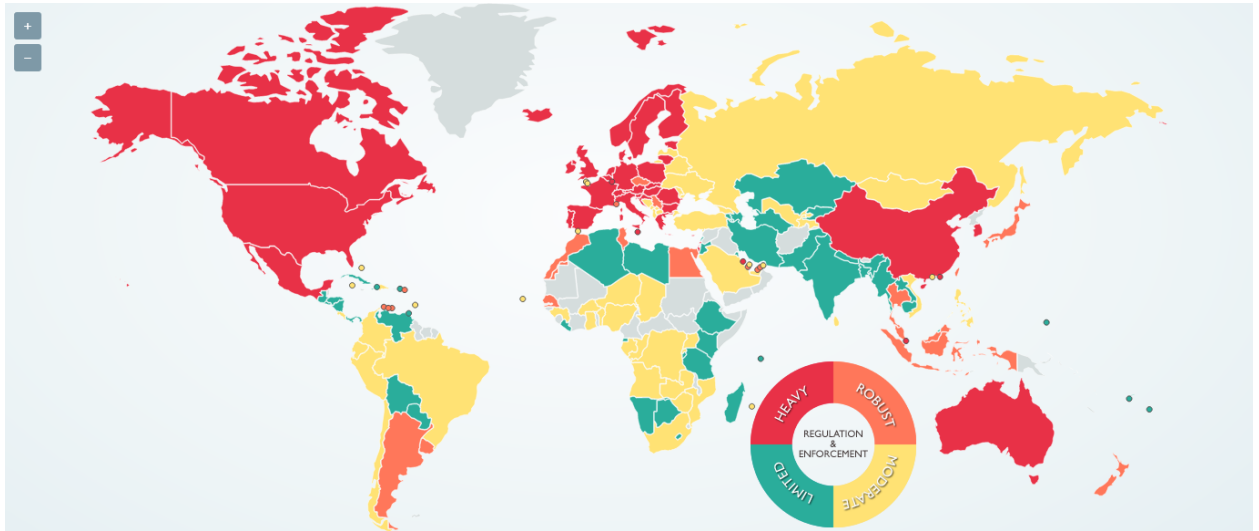 +
−
HEAVY
ROBUST
REGULATION
&
ENFORCEMENT
LIMITED
MODERATE